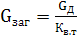 Gзаг = Gд / Kв.т